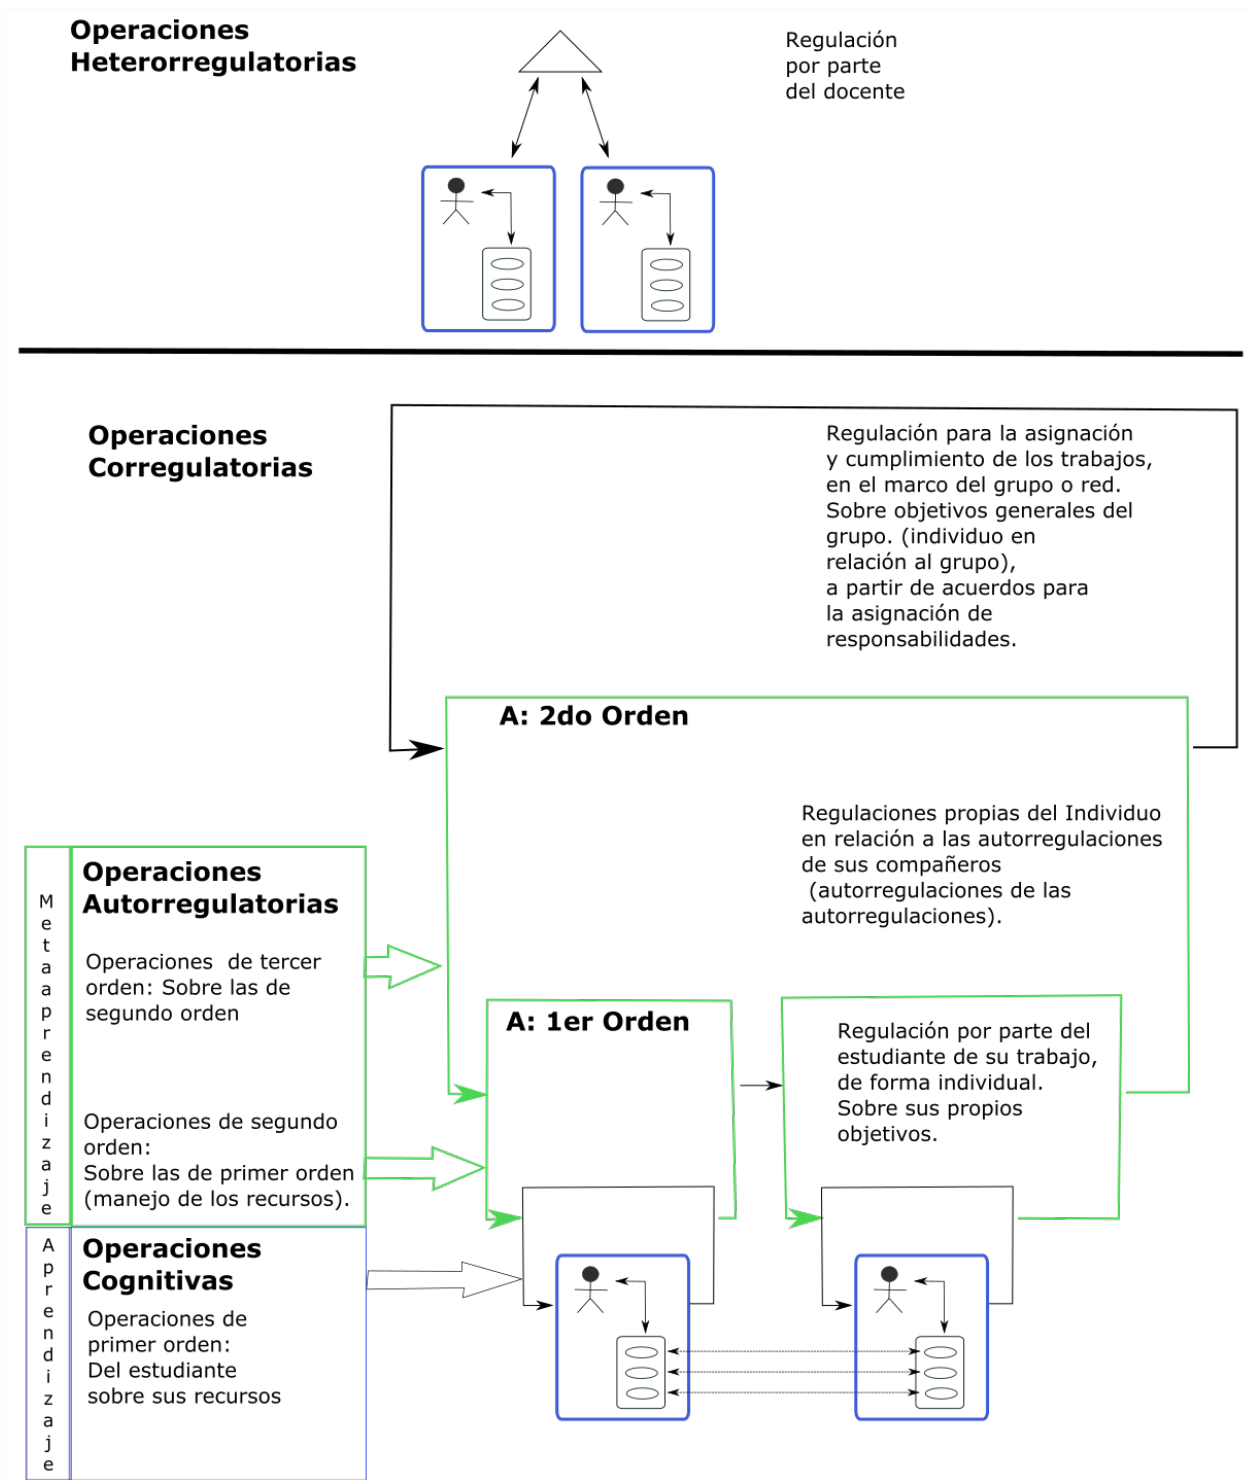 Operaciones
Heterorregulatorias
Regulación
por parte
del docente
Operaciones
Corregulatorias
Regulación para la asignación
y cumplimiento de los trabajos,
en el marco del grupo o red.
Sobre objetivos generales del
grupo. (individuo en
relación al grupo),
a partir de acuerdos para
la asignación de
responsabilidades.
A: 2do Orden
Regulaciones propias del Individuo
en relación a las autorregulaciones
de sus compañeros
(autorregulaciones de las
autorregulaciones).
Metaaprendizaje
Operaciones
Autorregulatorias
Operaciones de tercer
orden: Sobre las de
segundo orden
Operaciones de segundo
orden:
Sobre las de primer orden
(manejo de los recursos).
A: 1er Orden
Regulación por parte del
estudiante de su trabajo,
de forma individual.
Sobre sus propios
objetivos.
Aprendizaje
Operaciones
Cognitivas
Operaciones de
primer orden:
Del estudiante
sobre sus recursos